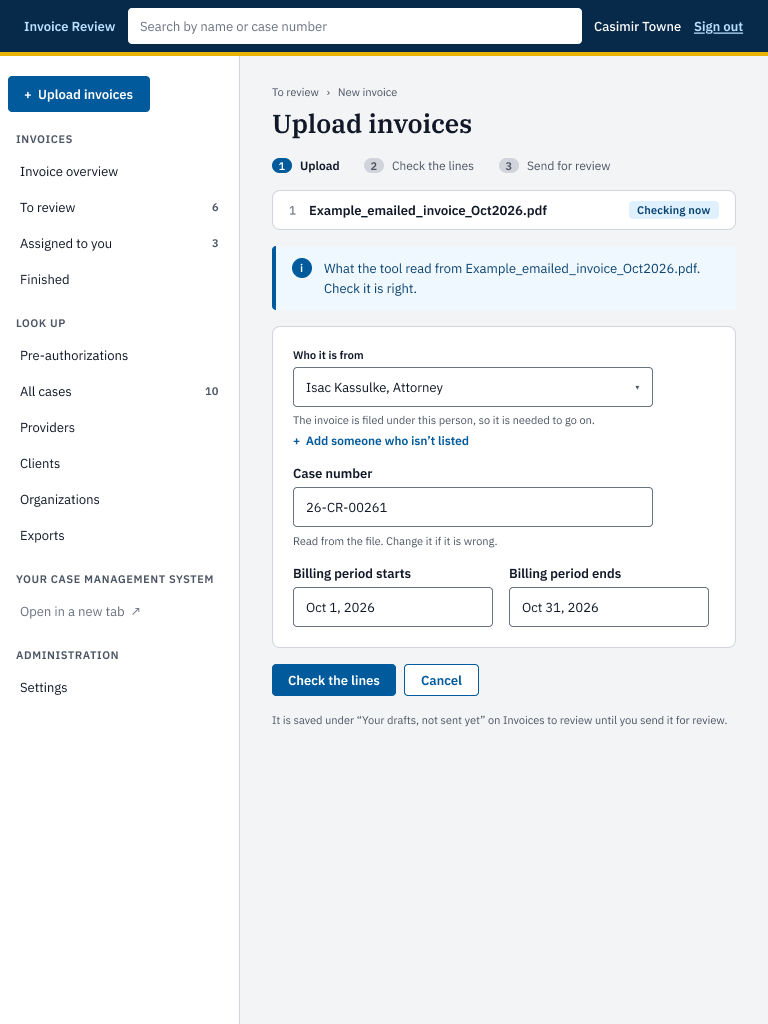 Invoice Review
Search by name or case number
Casimir Towne
Sign out
+ Upload invoices
INVOICES
Invoice overview
To review 6
Assigned to you 3
Finished
LOOK UP
Pre-authorizations
All cases 10
Providers
Clients
Organizations
Exports
YOUR CASE MANAGEMENT SYSTEM
Open in a new tab ↗
ADMINISTRATION
Settings
To review › New invoice
Upload invoices
1 Upload 2 Check the lines 3 Send for review
1 Example_emailed_invoice_Oct2026.pdf Checking now
i What the tool read from Example_emailed_invoice_Oct2026.pdf.
Check it is right.
Who it is from
Isac Kassulke, Attorney ▾
The invoice is filed under this person, so it is needed to go on.
+ Add someone who isn’t listed
Case number
26-CR-00261
Read from the file. Change it if it is wrong.
Billing period starts Billing period ends
Oct 1, 2026 Oct 31, 2026
Check the lines Cancel
It is saved under “Your drafts, not sent yet” on Invoices to review until you send it for review.